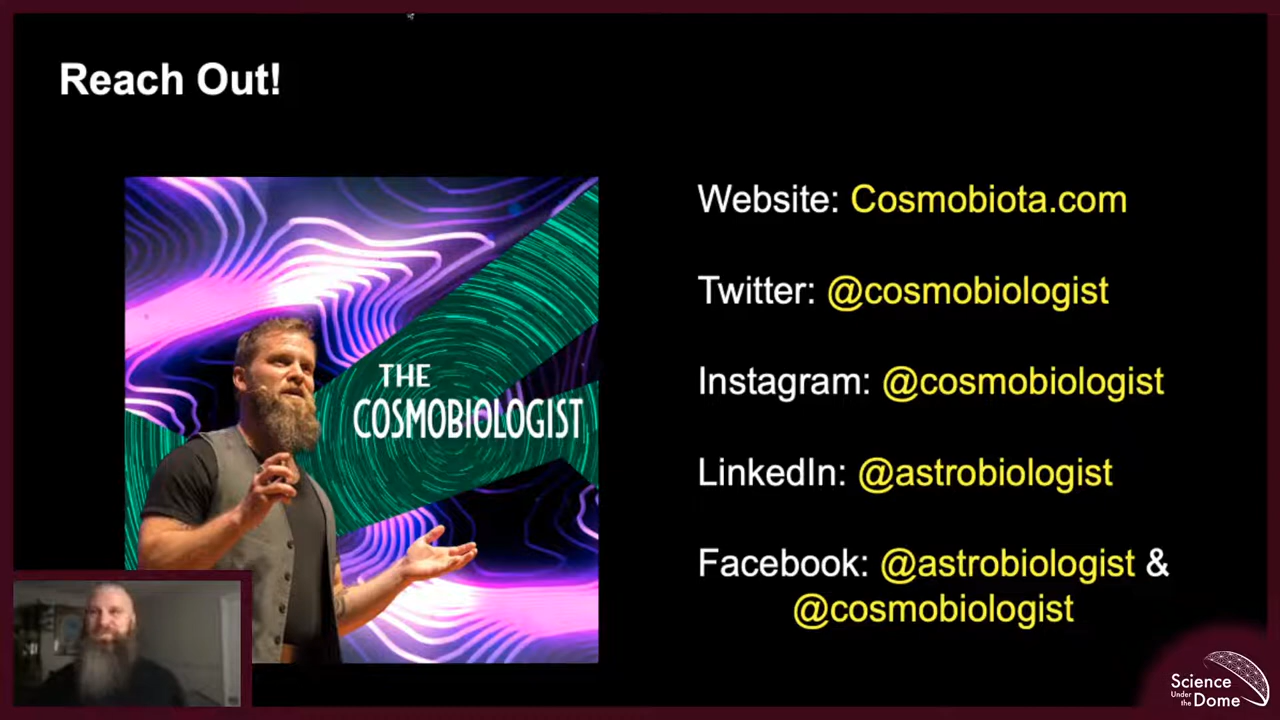 Reach Out!
THE
COSMOBIOLOGIST
Website: Cosmobiota.com
Twitter: @cosmobiologist
Instagram: @cosmobiologist
LinkedIn: @astrobiologist
Facebook: @astrobiologist &
@cosmobiologist
Science
Under
the Dome